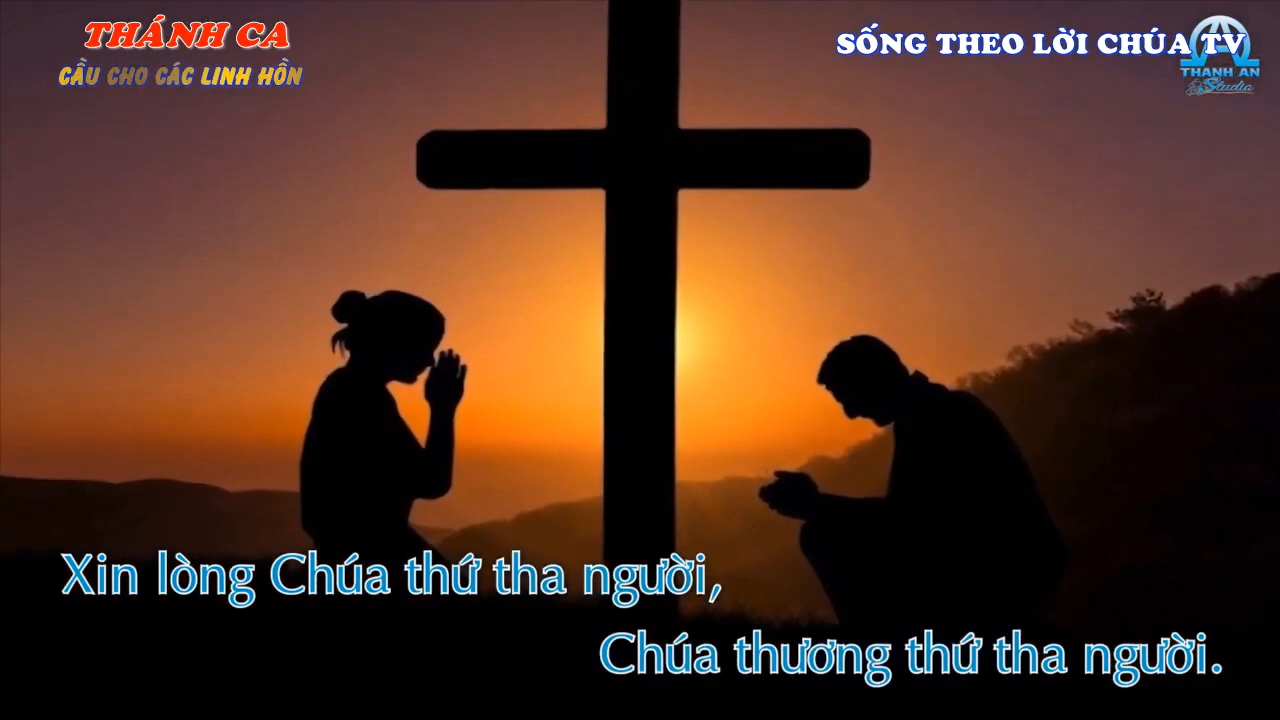 THÁNH CA
CẦU CHO CÁC LINH HỒN
SỐNG THEO LỜI CHÚA TV
THANH AN
Studio
Xin lòng Chúa thứ tha người,
Chúa thương thứ tha người.